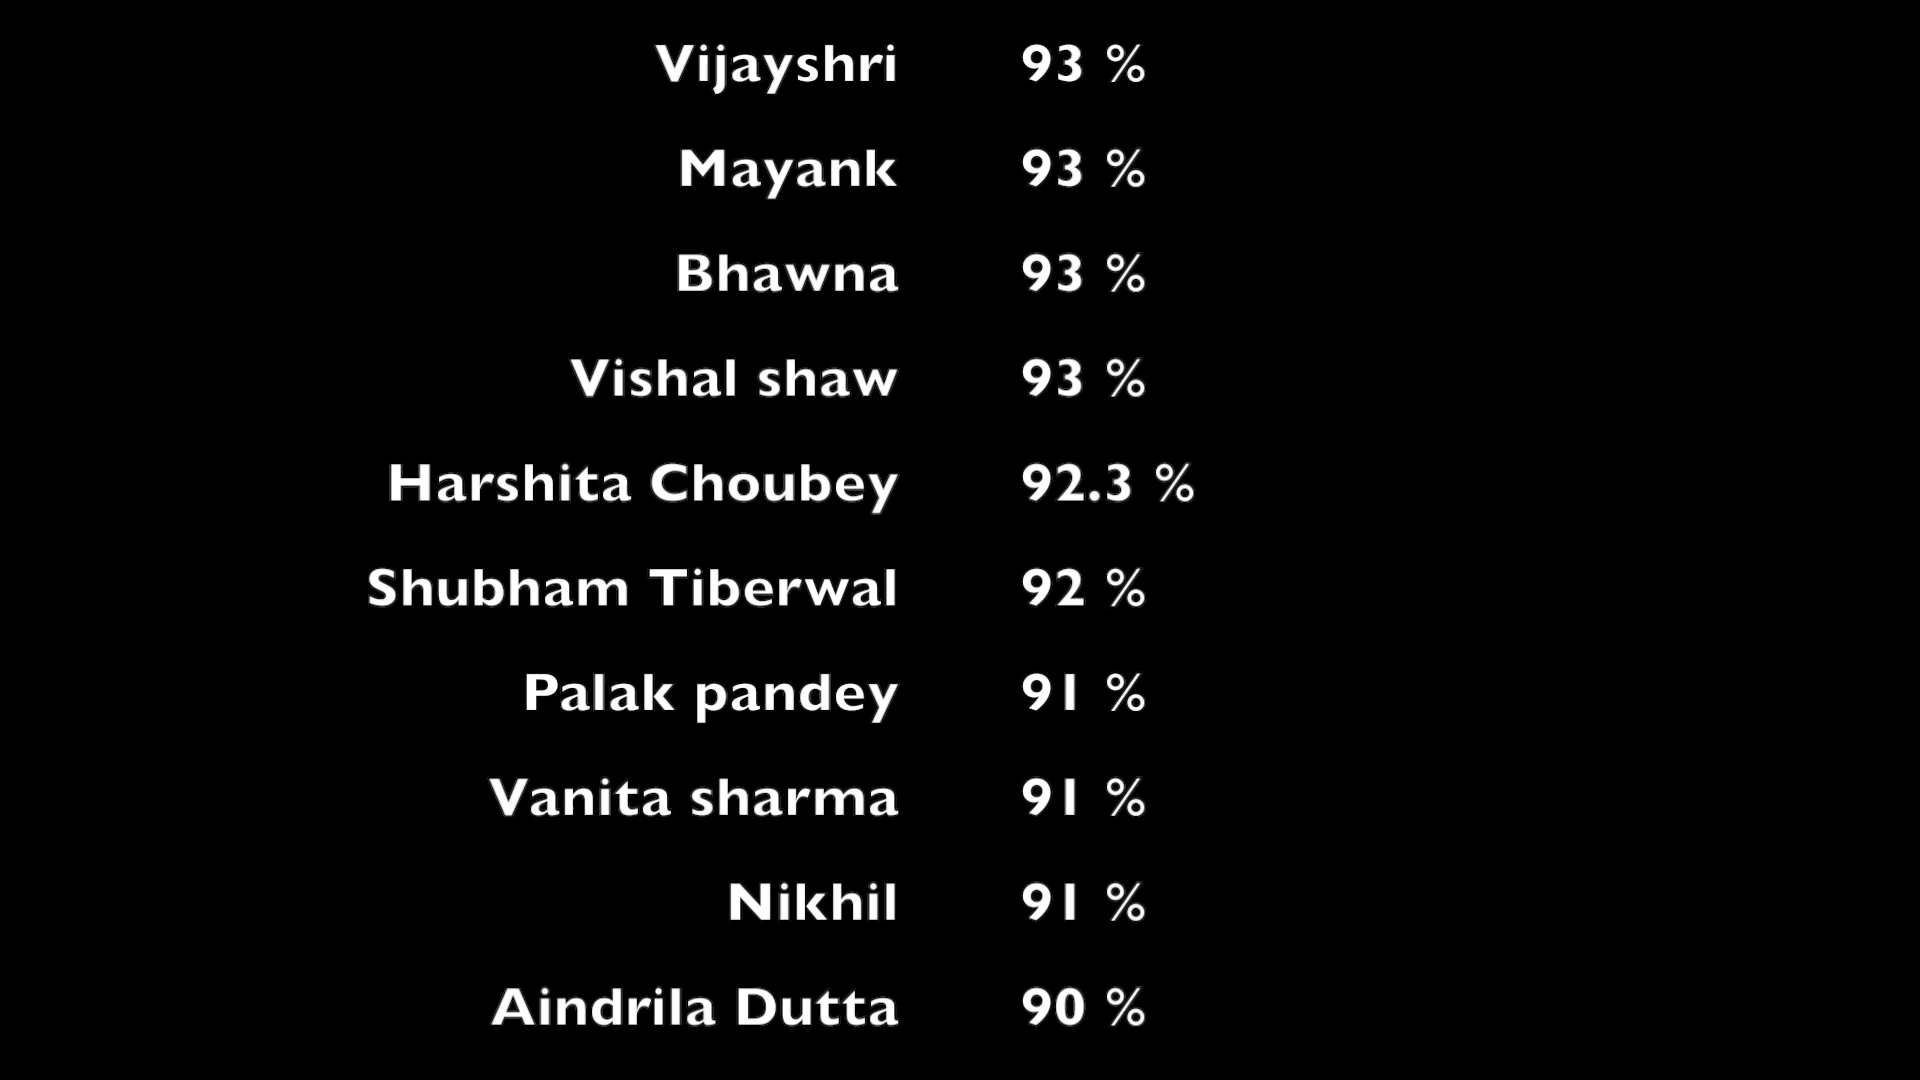 Vijayshri 93 %
Mayank 93 %
Bhawna 93 %
Vishal shaw 93 %
Harshita Choubey 92.3 %
Shubham Tiberwal 92 %
Palak pandey 91 %
Vanita sharma 91 %
Nikhil 91 %
Aindrila Dutta 90 %